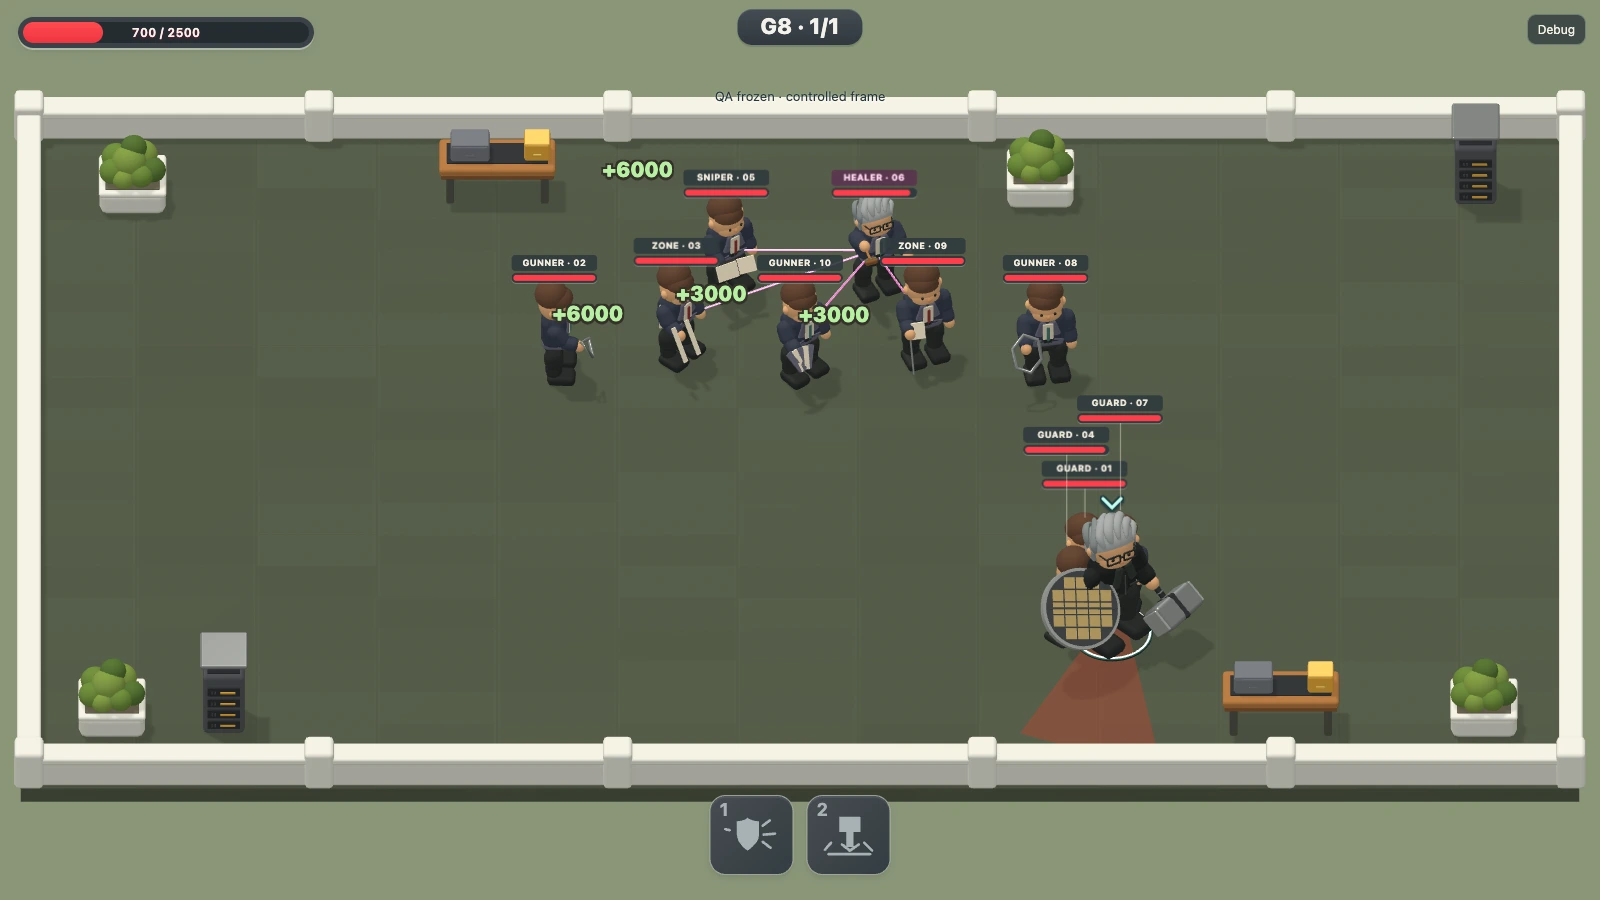 700 / 2500
G8 · 1/1
Debug
QA frozen · controlled frame
+6000
SNIPER · 05
HEALER · 06
ZONE · 03
ZONE · 09
GUNNER · 02
GUNNER · 10
GUNNER · 08
+3000
+6000
+3000
GUARD · 07
GUARD · 04
GUARD · 01
1
2